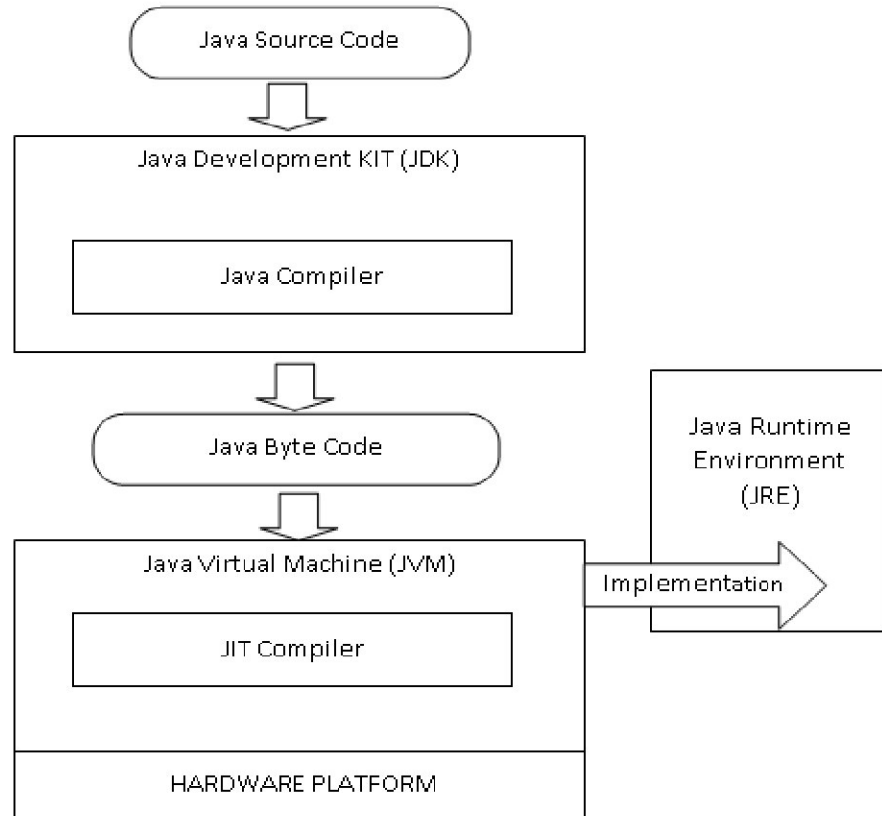 Java Source Code
Java Development KIT (JDK)
Java Compiler
Java Byte Code
Java Runtime
Environment
(JRE)
Java Virtual Machine (JVM)
Implementation
JIT Compiler
HARDWARE PLATFORM